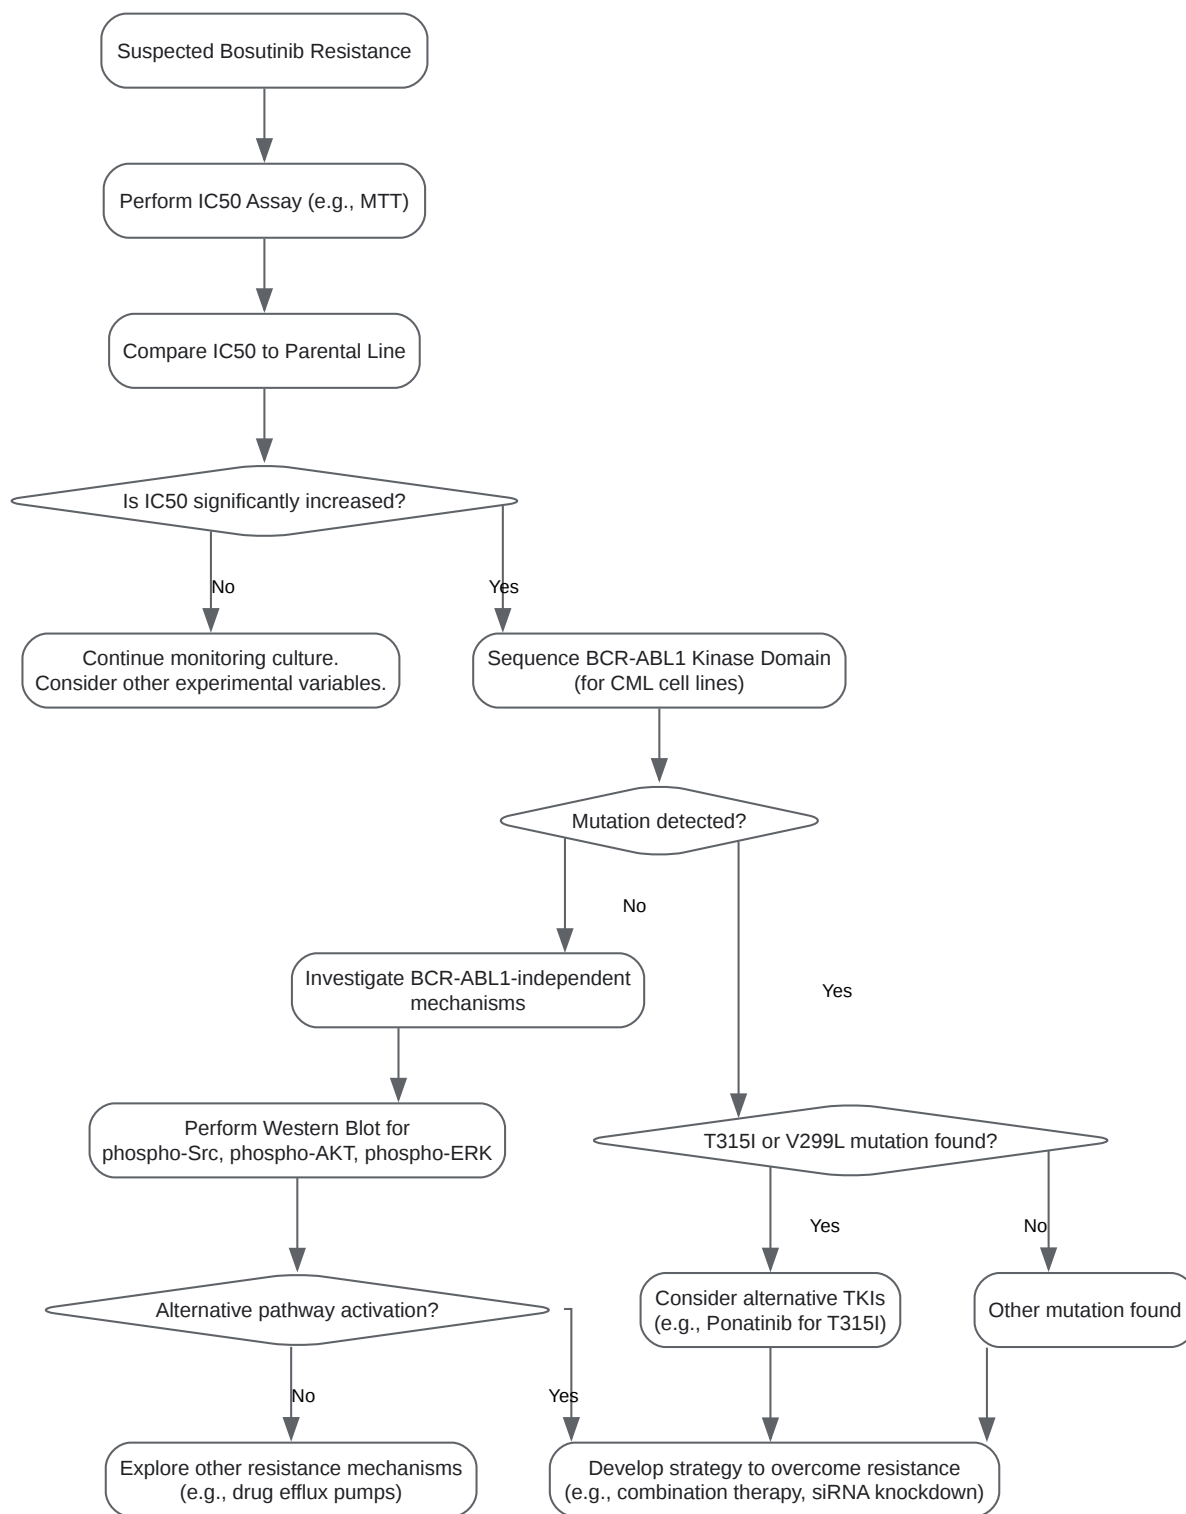 Suspected Bosutinib Resistance
Perform IC50 Assay (e.g., MTT)
Compare IC50 to Parental Line
Is IC50 significantly increased?
No
Yes
Continue monitoring culture.
Consider other experimental variables.
Sequence BCR-ABL1 Kinase Domain
(for CML cell lines)
Mutation detected?
No
Yes
Investigate BCR-ABL1-independent
mechanisms
Perform Western Blot for
phospho-Src, phospho-AKT, phospho-ERK
T315I or V299L mutation found?
Yes
No
Consider alternative TKIs
(e.g., Ponatinib for T315I)
Other mutation found
Alternative pathway activation?
No
Yes
Explore other resistance mechanisms
(e.g., drug efflux pumps)
Develop strategy to overcome resistance
(e.g., combination therapy, siRNA knockdown)